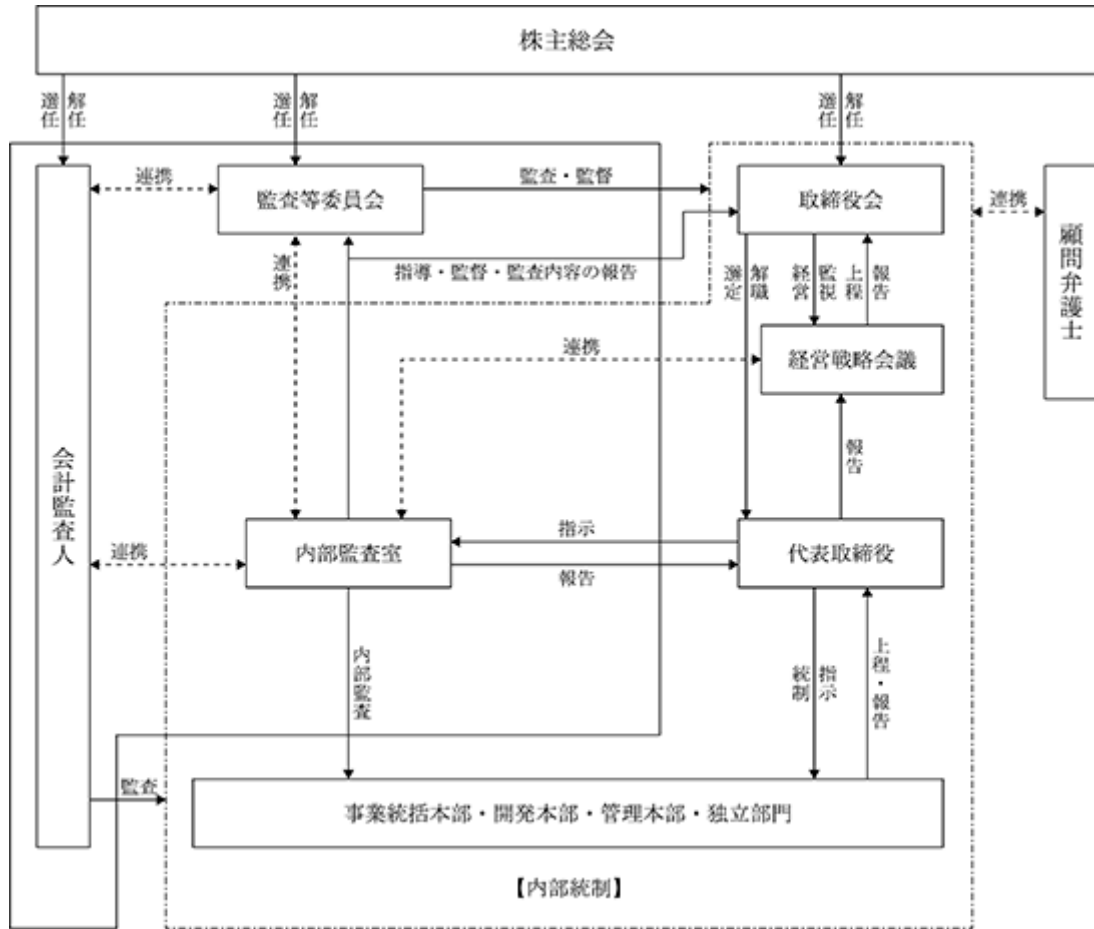 株主総会
選任
解任
選任
解任
選任
解任
連携
監査等委員会
監査・監督
取締役会
連携
顧問弁護士
連携
指導・監督・監査内容の報告
選定
解職
経営
監視
上程
報告
連携
経営戦略会議
報告
会計監査人
連携
内部監査室
指示
報告
代表取締役
内部監査
統制
指示
上程・報告
監査
事業統括本部・開発本部・管理本部・独立部門
【内部統制】